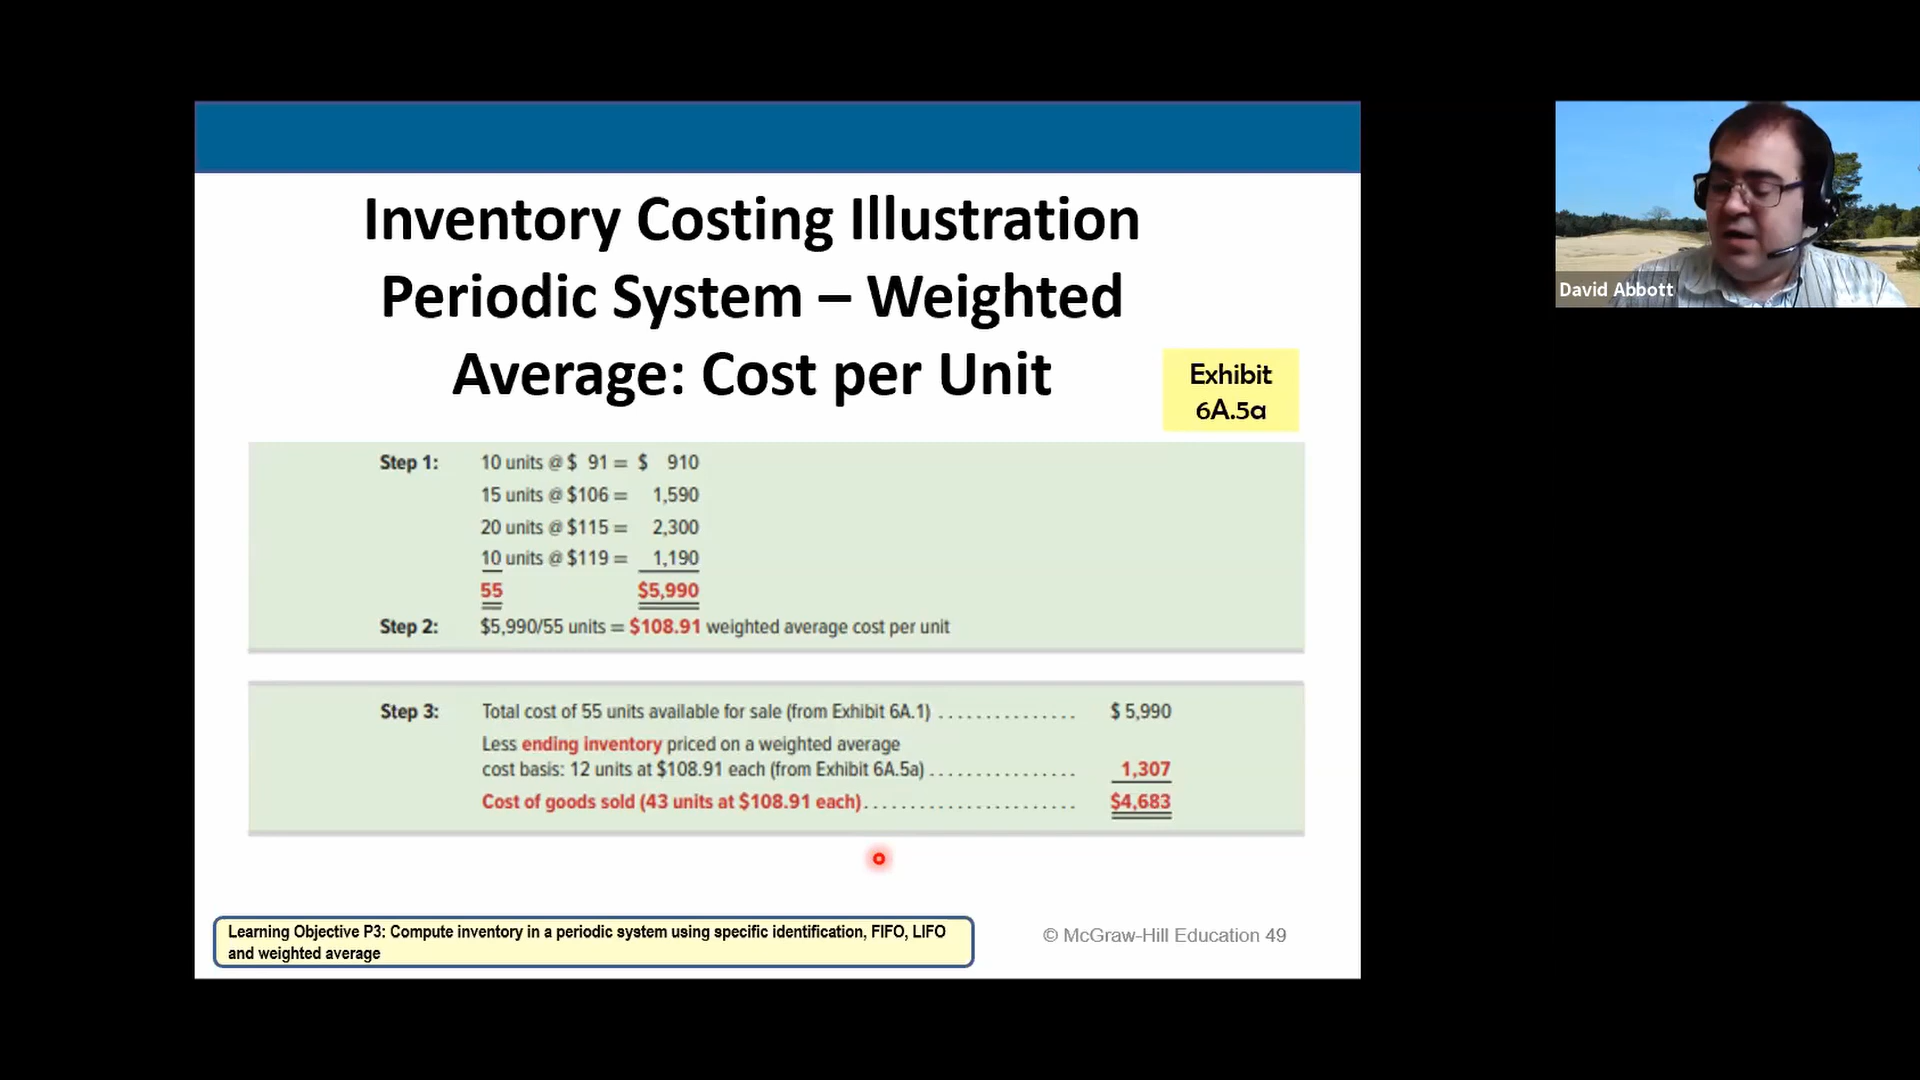 Inventory Costing Illustration
Periodic System – Weighted
Average: Cost per Unit
Exhibit
6A.5a
Step 1: 10 units @ $ 91 = $ 910
15 units @ $106 = 1,590
20 units @ $115 = 2,300
10 units @ $119 = 1,190
55 $5,990
Step 2: $5,990/55 units = $108.91 weighted average cost per unit
Step 3: Total cost of 55 units available for sale (from Exhibit 6A.1) . . . . . . . . . . . . . . . $ 5,990
Less ending inventory priced on a weighted average
cost basis: 12 units at $108.91 each (from Exhibit 6A.5a) . . . . . . . . . . . . . . . . 1,307
Cost of goods sold (43 units at $108.91 each). . . . . . . . . . . . . . . . . . . . . . . $4,683
Learning Objective P3: Compute inventory in a periodic system using specific identification, FIFO, LIFO
and weighted average
© McGraw-Hill Education 49
David Abbott